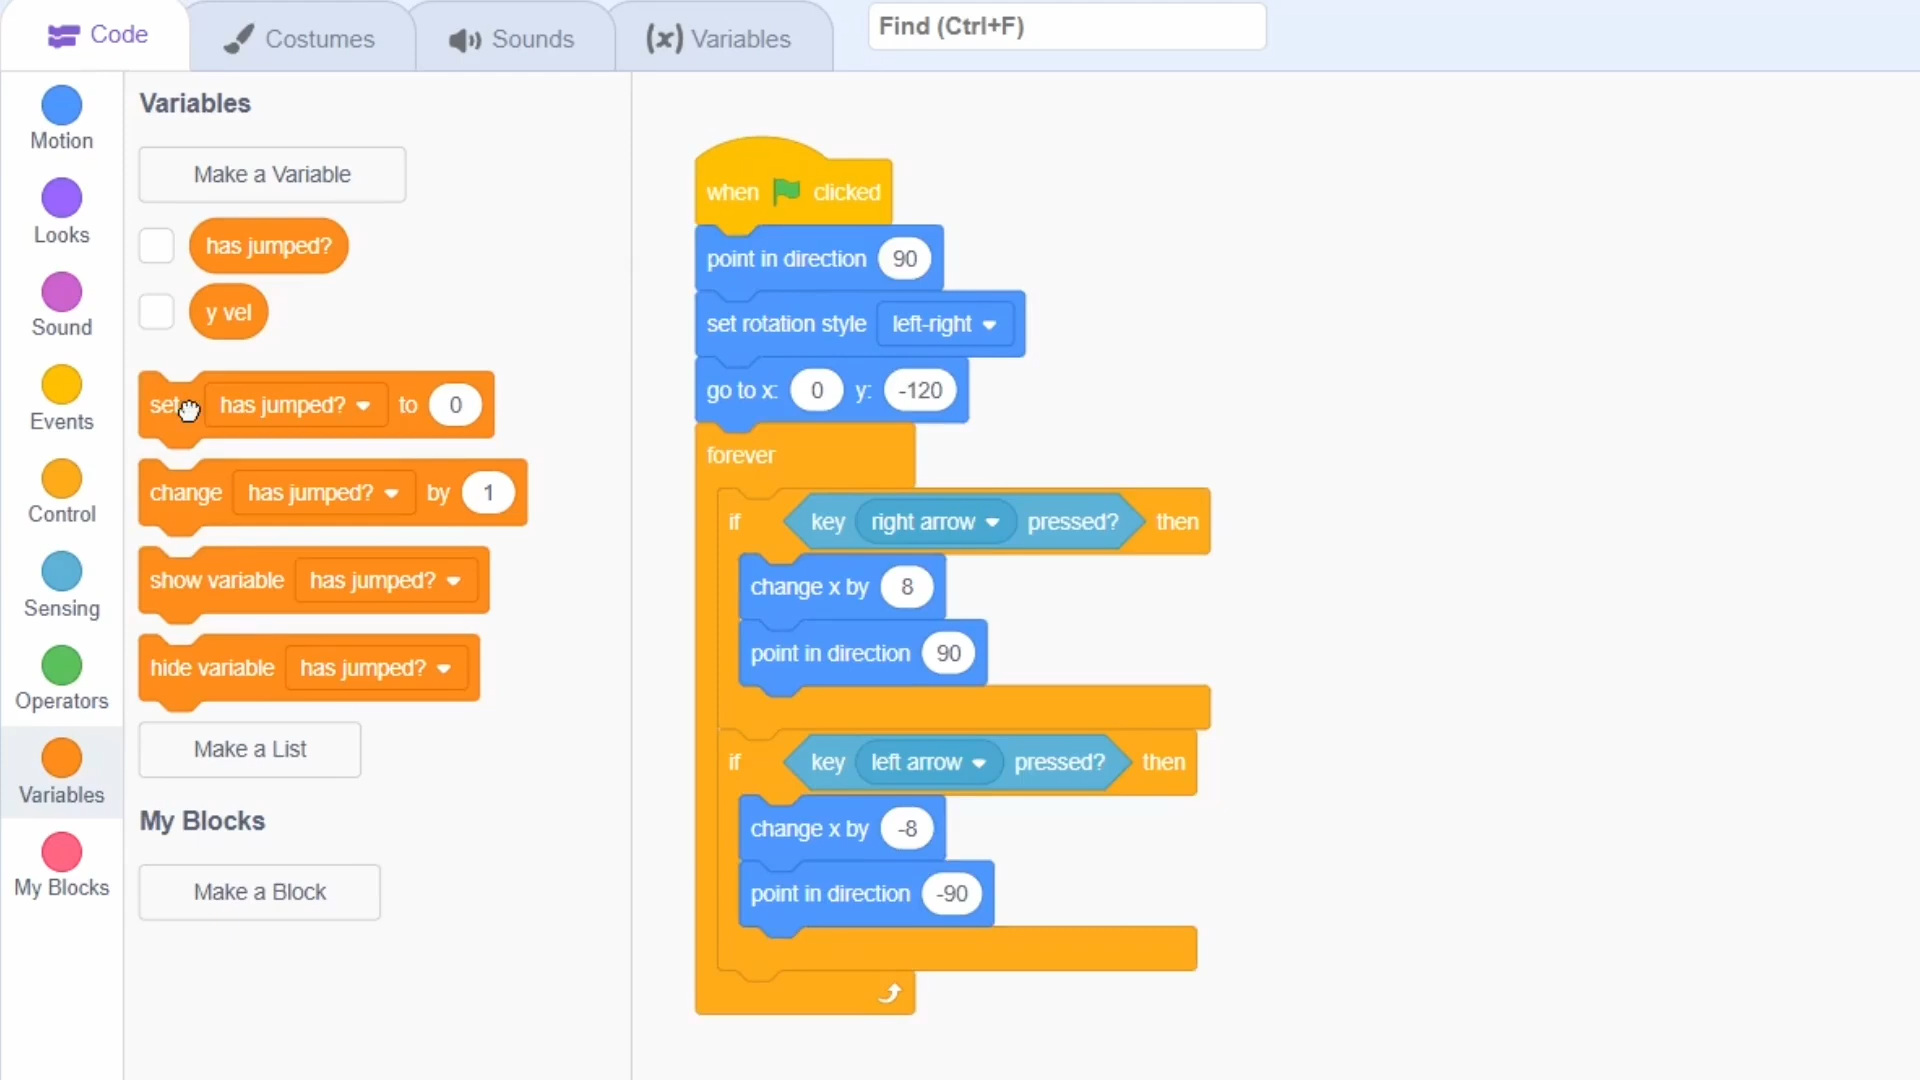 Code
Costumes
Sounds
(x) Variables
Find (Ctrl+F)
Motion
Looks
Sound
Events
Control
Sensing
Operators
Variables
My Blocks
Variables
Make a Variable
has jumped?
y vel
set has jumped? to 0
change has jumped? by 1
show variable has jumped?
hide variable has jumped?
Make a List
My Blocks
Make a Block
when clicked
point in direction 90
set rotation style left-right
go to x: 0 y: -120
forever
if key right arrow pressed? then
change x by 8
point in direction 90
if key left arrow pressed? then
change x by -8
point in direction -90